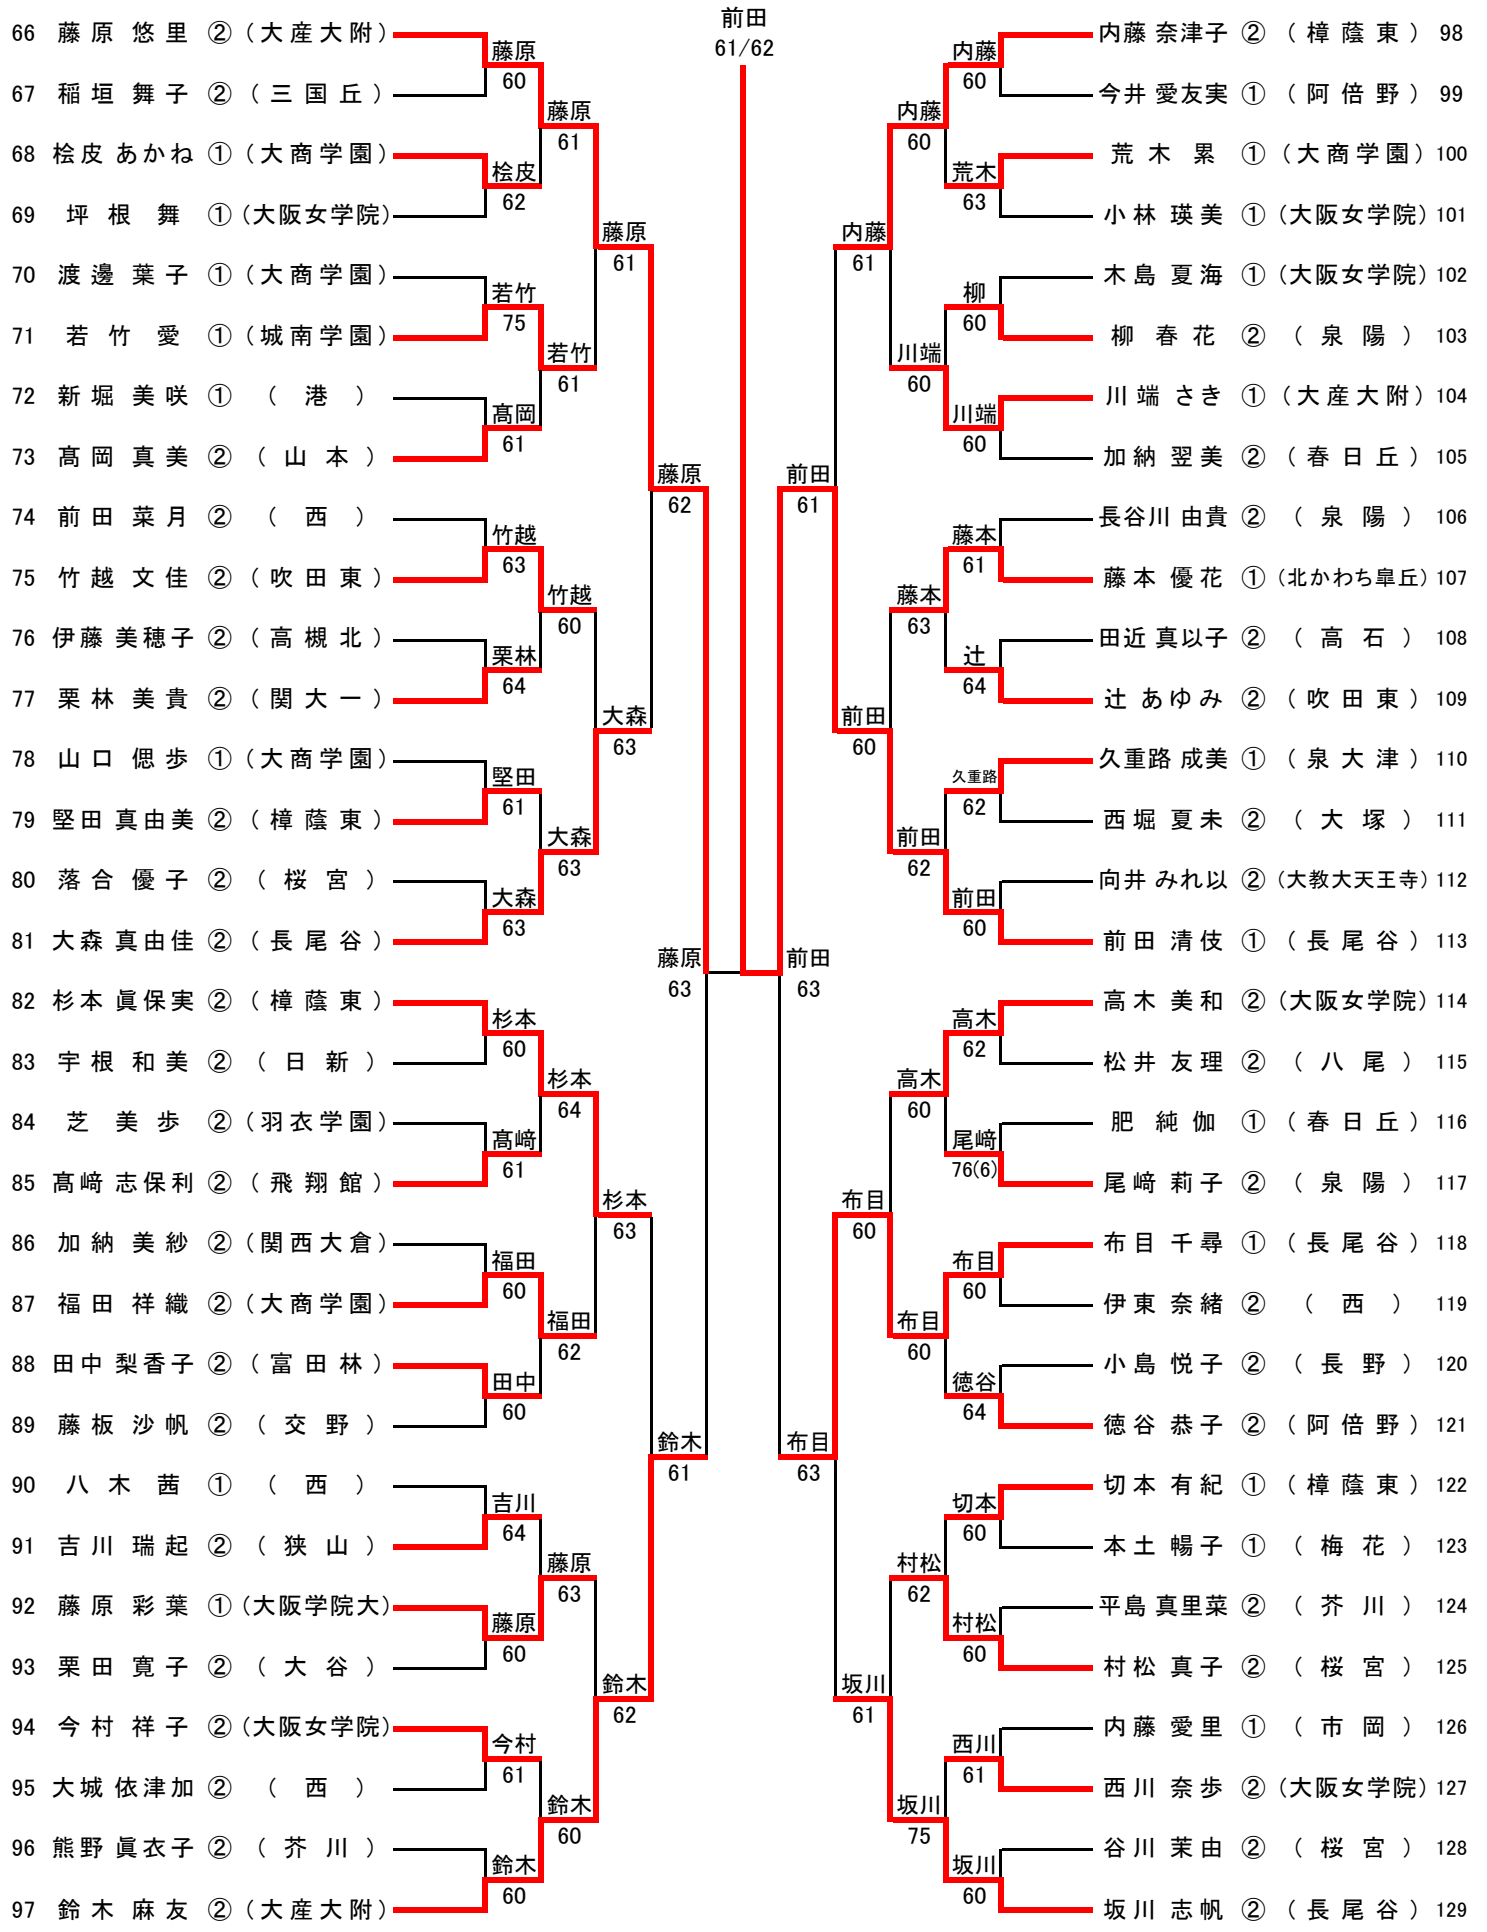 前田
61/62
66 藤原 悠里 ② (大産大附)
藤原
60
67 稲垣 舞子 ② (三国丘)
藤原
61
68 桧皮 あかね ① (大商学園)
桧皮
62
69 坪根 舞 ① (大阪女学院)
藤原
61
70 渡邊 葉子 ① (大商学園)
若竹
75
71 若竹 愛 ① (城南学園)
若竹
61
72 新堀 美咲 ① (港)
髙岡
61
73 髙岡 真美 ② (山本)
藤原
62
74 前田 菜月 ② (西)
竹越
63
75 竹越 文佳 ② (吹田東)
竹越
60
76 伊藤 美穂子 ② (高槻北)
栗林
64
77 栗林 美貴 ② (関大一)
大森
63
78 山口 偲歩 ① (大商学園)
堅田
61
79 堅田 真由美 ② (樟蔭東)
大森
63
80 落合 優子 ② (桜宮)
大森
63
81 大森 真由佳 ② (長尾谷)
藤原
63
82 杉本 眞保実 ② (樟蔭東)
杉本
60
83 宇根 和美 ② (日新)
杉本
64
84 芝 美歩 ② (羽衣学園)
髙﨑
61
85 髙﨑 志保利 ② (飛翔館)
杉本
63
86 加納 美紗 ② (関西大倉)
福田
60
87 福田 祥織 ② (大商学園)
福田
62
88 田中 梨香子 ② (富田林)
田中
60
89 藤板 沙帆 ② (交野)
鈴木
61
90 八木 茜 ① (西)
吉川
64
91 吉川 瑞起 ② (狭山)
藤原
63
92 藤原 彩葉 ① (大阪学院大)
藤原
60
93 栗田 寛子 ② (大谷)
鈴木
62
94 今村 祥子 ② (大阪女学院)
今村
61
95 大城 依津加 ② (西)
鈴木
60
96 熊野 眞衣子 ② (芥川)
鈴木
60
97 鈴木 麻友 ② (大産大附)
内藤 奈津子 ② (樟蔭東) 98
内藤
60
今井 愛友実 ① (阿倍野) 99
内藤
60
荒木 累 ① (大商学園) 100
荒木
63
小林 瑛美 ① (大阪女学院) 101
内藤
61
木島 夏海 ① (大阪女学院) 102
柳
60
柳 春花 ② (泉陽) 103
川端
60
川端 さき ① (大産大附) 104
川端
60
加納 翌美 ② (春日丘) 105
前田
61
長谷川 由貴 ② (泉陽) 106
藤本
61
藤本 優花 ① (北かわち皐丘) 107
藤本
63
田近 真以子 ② (高石) 108
辻
64
辻 あゆみ ② (吹田東) 109
前田
60
久重路 成美 ① (泉大津) 110
久重路
62
西堀 夏未 ② (大塚) 111
前田
62
向井 みれ以 ② (大教大天王寺) 112
前田
60
前田 清伎 ① (長尾谷) 113
前田
63
高木 美和 ② (大阪女学院) 114
高木
62
松井 友理 ② (八尾) 115
高木
60
肥 純伽 ① (春日丘) 116
尾﨑
76(6)
尾﨑 莉子 ② (泉陽) 117
布目
60
布目 千尋 ① (長尾谷) 118
布目
60
伊東 奈緒 ② (西) 119
布目
60
小島 悦子 ② (長野) 120
徳谷
64
徳谷 恭子 ② (阿倍野) 121
布目
63
切本 有紀 ① (樟蔭東) 122
切本
60
本土 暢子 ① (梅花) 123
村松
62
平島 真里菜 ② (芥川) 124
村松
60
村松 真子 ② (桜宮) 125
坂川
61
内藤 愛里 ① (市岡) 126
西川
61
西川 奈歩 ② (大阪女学院) 127
坂川
75
谷川 茉由 ② (桜宮) 128
坂川
60
坂川 志帆 ② (長尾谷) 129